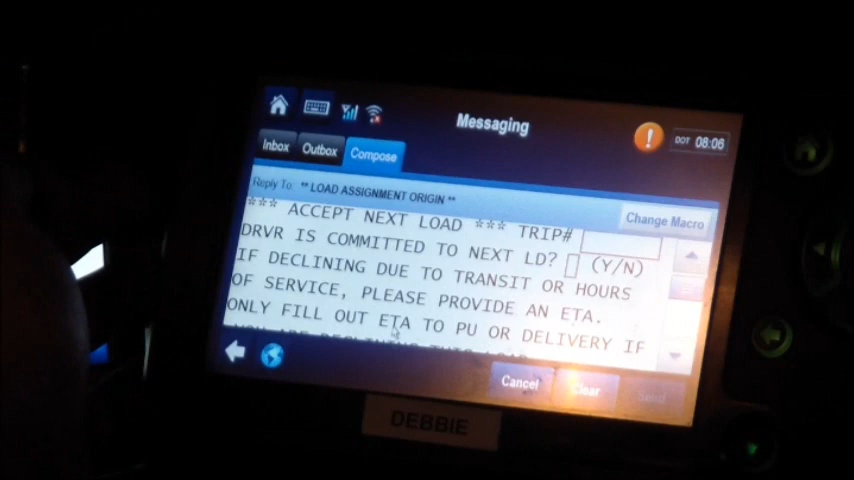 Messaging
DOT 08:06
Inbox Outbox Compose
Reply To: ** LOAD ASSIGNMENT ORIGIN **
Change Macro
*** ACCEPT NEXT LOAD *** TRIP#
DRVR IS COMMITTED TO NEXT LD? (Y/N)
IF DECLINING DUE TO TRANSIT OR HOURS
OF SERVICE, PLEASE PROVIDE AN ETA.
ONLY FILL OUT ETA TO PU OR DELIVERY IF
Cancel Clear Send
DEBBIE